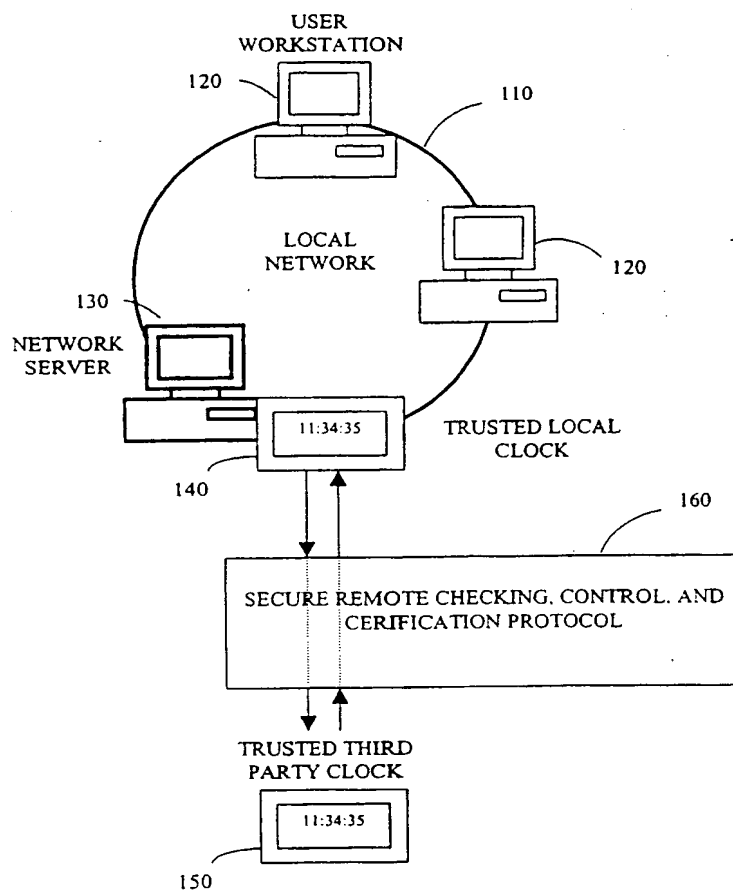 USER
WORKSTATION
120
110
LOCAL
NETWORK
120
130
NETWORK
SERVER
11:34:35
TRUSTED LOCAL
CLOCK
140
160
SECURE REMOTE CHECKING, CONTROL, AND
CERIFICATION PROTOCOL
TRUSTED THIRD
PARTY CLOCK
11:34:35
150